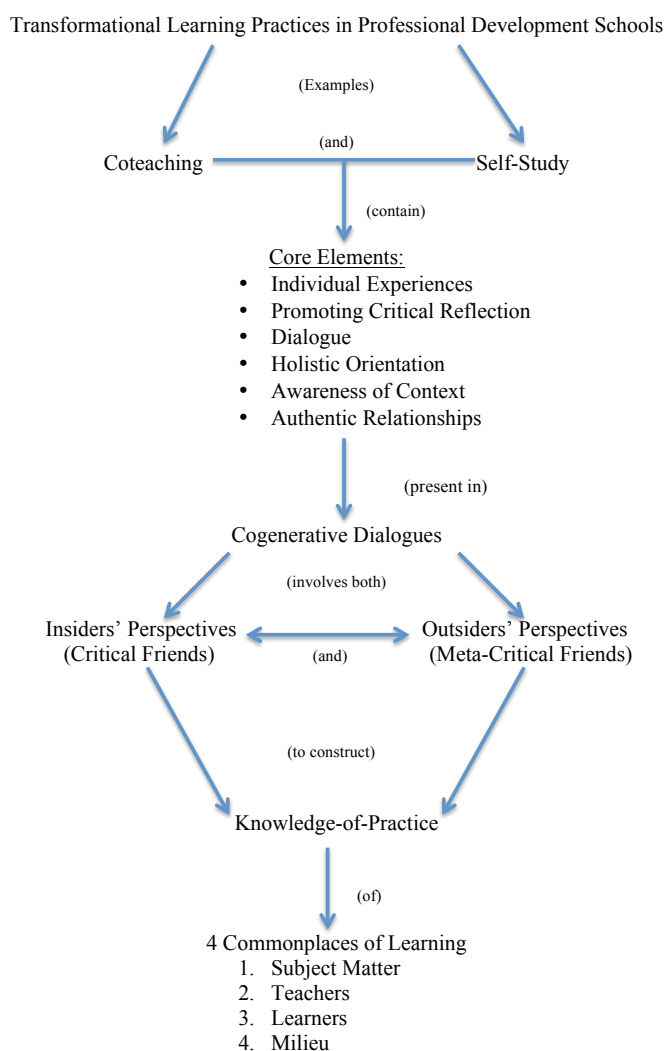 Transformational Learning Practices in Professional Development Schools
(Examples)
(and)
Coteaching
Self-Study
(contain)
Core Elements:
• Individual Experiences
• Promoting Critical Reflection
• Dialogue
• Holistic Orientation
• Awareness of Context
• Authentic Relationships
(present in)
Cogenerative Dialogues
(involves both)
Insiders' Perspectives
(Critical Friends)
(and)
Outsiders' Perspectives
(Meta-Critical Friends)
(to construct)
Knowledge-of-Practice
(of)
4 Commonplaces of Learning
1. Subject Matter
2. Teachers
3. Learners
4. Milieu